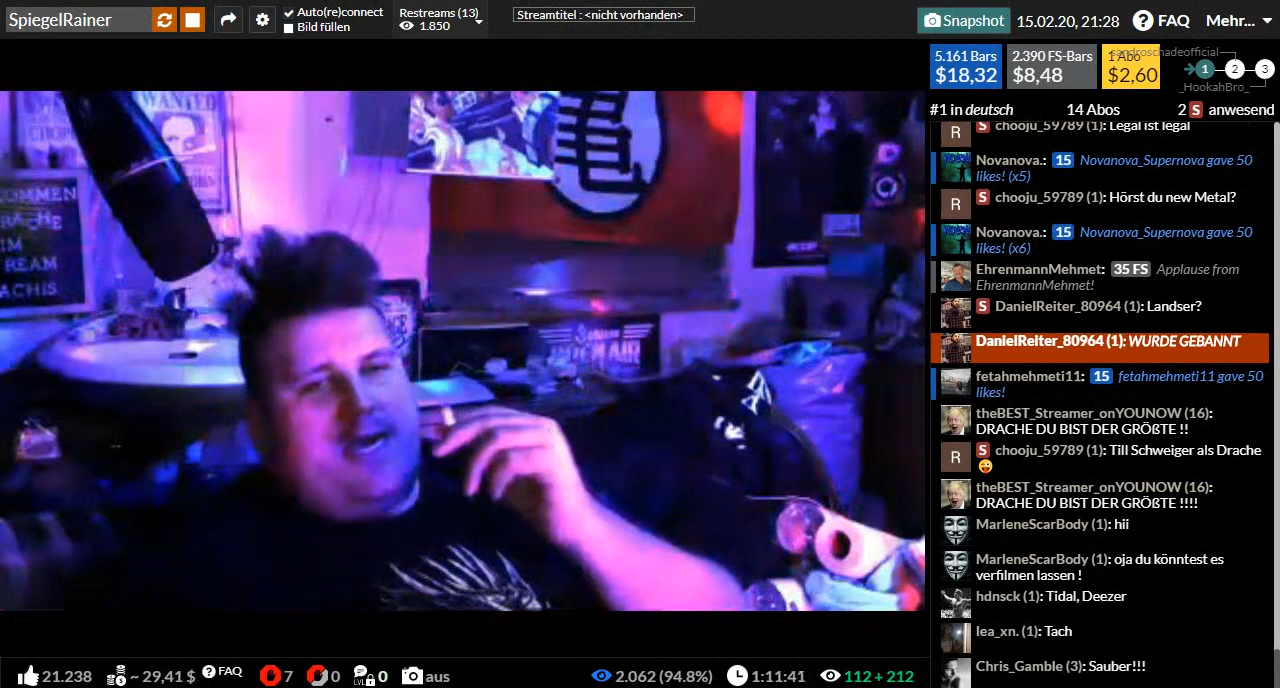 SpiegelRainer
Auto(re)connect
Bild füllen
Restreams (13)
1.850
Streamtitel : <nicht vorhanden>
Snapshot
15.02.20, 21:28
FAQ
Mehr...
5.161 Bars
$18,32
2.390 FS-Bars
$8,48
1 Abo
$2,60
sandroschadeofficial
1 2 3
_HookahBro_
#1 in deutsch
14 Abos
2 S anwesend
R S chooju_59789 (1): Legal ist legal
Novanova.: 15 Novanova_Supernova gave 50
likes! (x5)
R S chooju_59789 (1): Hörst du new Metal?
Novanova.: 15 Novanova_Supernova gave 50
likes! (x6)
EhrenmannMehmet: 35 FS Applause from
EhrenmannMehmet!
S DanielReiter_80964 (1): Landser?
DanielReiter_80964 (1): WURDE GEBANNT
fetahmehmeti11: 15 fetahmehmeti11 gave 50
likes!
theBEST_Streamer_onYOUNOW (16):
DRACHE DU BIST DER GRÖßTE !!
R S chooju_59789 (1): Till Schweiger als Drache
theBEST_Streamer_onYOUNOW (16):
DRACHE DU BIST DER GRÖßTE !!!!
MarleneScarBody (1): hii
MarleneScarBody (1): oja du könntest es
verfilmen lassen !
hdnsck (1): Tidal, Deezer
lea_xn. (1): Tach
Chris_Gamble (3): Sauber!!!
WANTED
亀
21.238
~ 29,41 $
FAQ
7
0
LVL
0
aus
2.062 (94.8%)
1:11:41
112 + 212